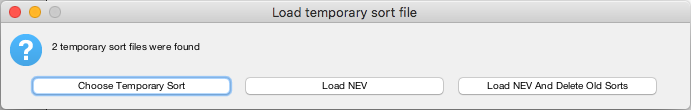 Load temporary sort file
2 temporary sort files were found
Choose Temporary Sort
Load NEV
Load NEV And Delete Old Sorts